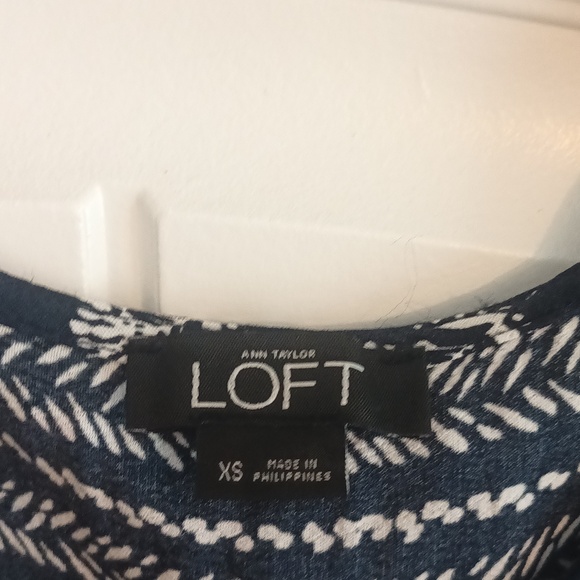 ANN TAYLOR
LOFT
XS MADE IN
PHILIPPINES